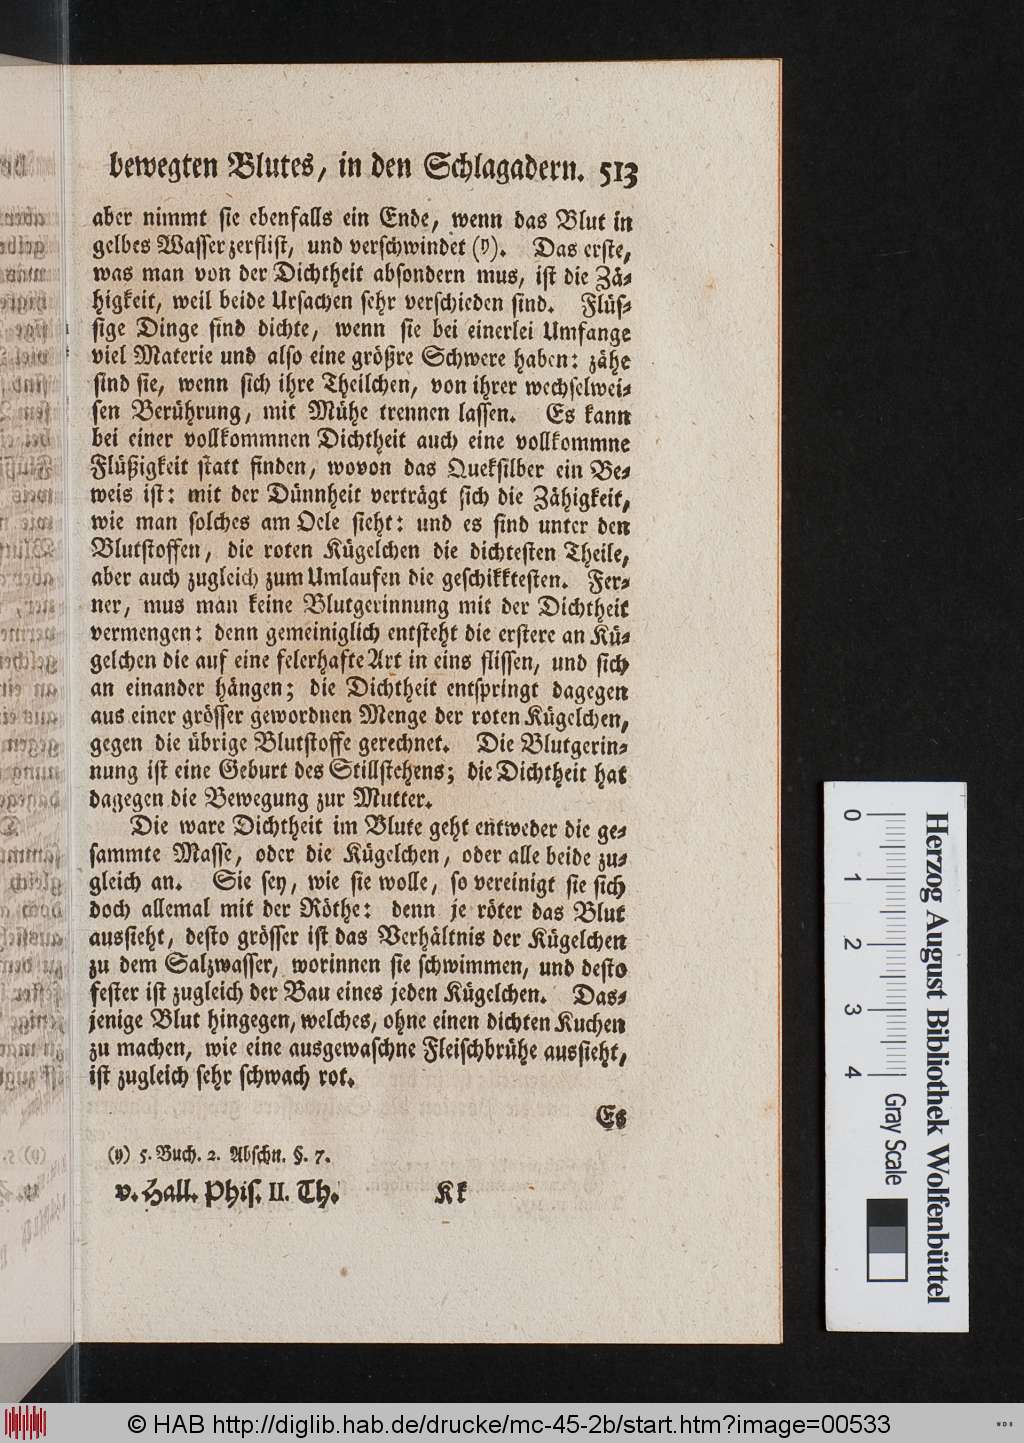 bewegten Blutes, in den Schlagadern. 513
aber nimmt sie ebenfalls ein Ende, wenn das Blut in
gelbes Wasser zerflist, und verschwindet (y). Das erste,
was man von der Dichtheit absondern mus, ist die Zä-
higkeit, weil beide Ursachen sehr verschieden sind. Flüs-
sige Dinge sind dichte, wenn sie bei einerlei Umfange
viel Materie und also eine größre Schwere haben: zähe
sind sie, wenn sich ihre Theilchen, von ihrer wechselwei-
sen Berührung, mit Mühe trennen lassen. Es kann
bei einer vollkommnen Dichtheit auch eine vollkommne
Flüßigkeit statt finden, wovon das Queksilber ein Be-
weis ist: mit der Dünnheit verträgt sich die Zähigkeit,
wie man solches am Oele sieht: und es sind unter den
Blutstoffen, die roten Kügelchen die dichtesten Theile,
aber auch zugleich zum Umlaufen die geschikktesten. Fer-
ner, mus man keine Blutgerinnung mit der Dichtheit
vermengen: denn gemeiniglich entsteht die erstere an Kü-
gelchen die auf eine felerhafte Art in eins flissen, und sich
an einander hängen; die Dichtheit entspringt dagegen
aus einer grösser gewordnen Menge der roten Kügelchen,
gegen die übrige Blutstoffe gerechnet. Die Blutgerin-
nung ist eine Geburt des Stillstehens; die Dichtheit hat
dagegen die Bewegung zur Mutter.
Die ware Dichtheit im Blute geht entweder die ge-
sammte Masse, oder die Kügelchen, oder alle beide zu-
gleich an. Sie sey, wie sie wolle, so vereinigt sie sich
doch allemal mit der Röthe: denn je röter das Blut
aussieht, desto grösser ist das Verhältnis der Kügelchen
zu dem Salzwasser, worinnen sie schwimmen, und desto
fester ist zugleich der Bau eines jeden Kügelchen. Das-
jenige Blut hingegen, welches, ohne einen dichten Kuchen
zu machen, wie eine ausgewaschne Fleischbrühe aussieht,
ist zugleich sehr schwach rot.
Es
(y) 5. Buch. 2. Abschn. §. 7.
v. Hall. Phis. II. Th. Kk
Herzog August Bibliothek Wolfenbüttel
0 1 2 3 4 Gray Scale
© HAB http://diglib.hab.de/drucke/mc-45-2b/start.htm?image=00533